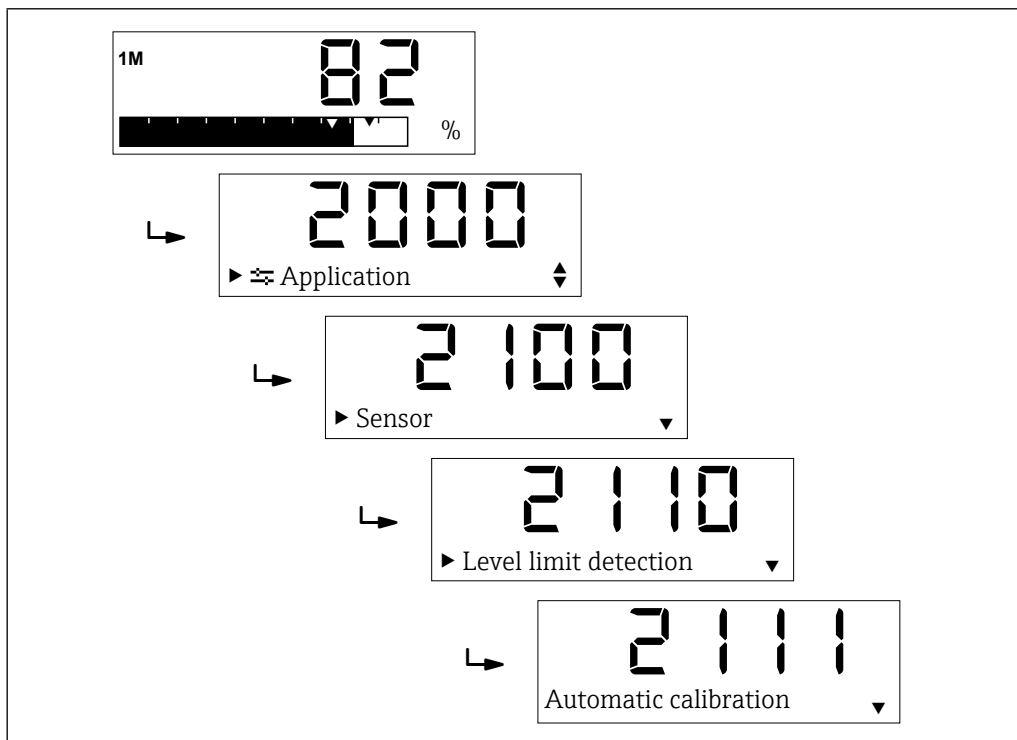 1M
82
%
2000
Application
2100
Sensor
2110
Level limit detection
2111
Automatic calibration